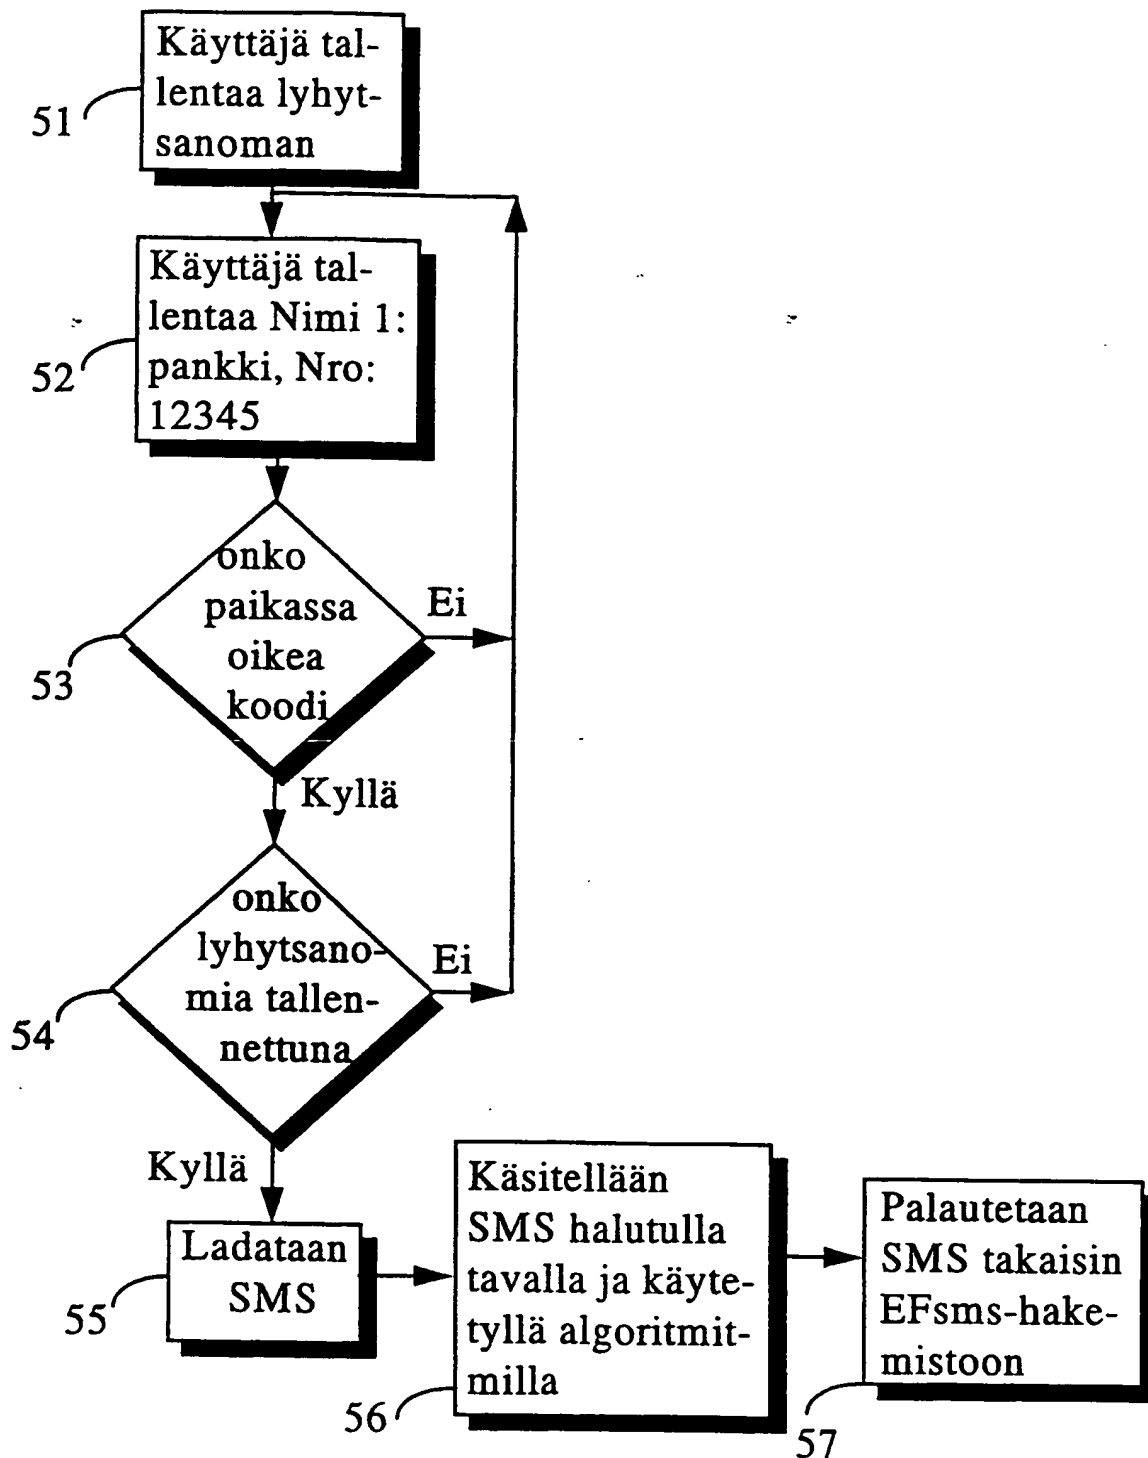 Käyttäjä tal-
lentaa lyhyt-
sanoman
51
Käyttäjä tal-
lentaa Nimi 1:
pankki, Nro:
12345
52
onko
paikassa
oikea
koodi
Ei
53
Kyllä
onko
lyhytsano-
mia tallen-
nettuna
Ei
54
Kyllä
Ladataan
SMS
55
Käsitellään
SMS halutulla
tavalla ja käyte-
tyllä algoritmit-
milla
56
Palautetaan
SMS takaisin
EFsms-hake-
mistoon
57